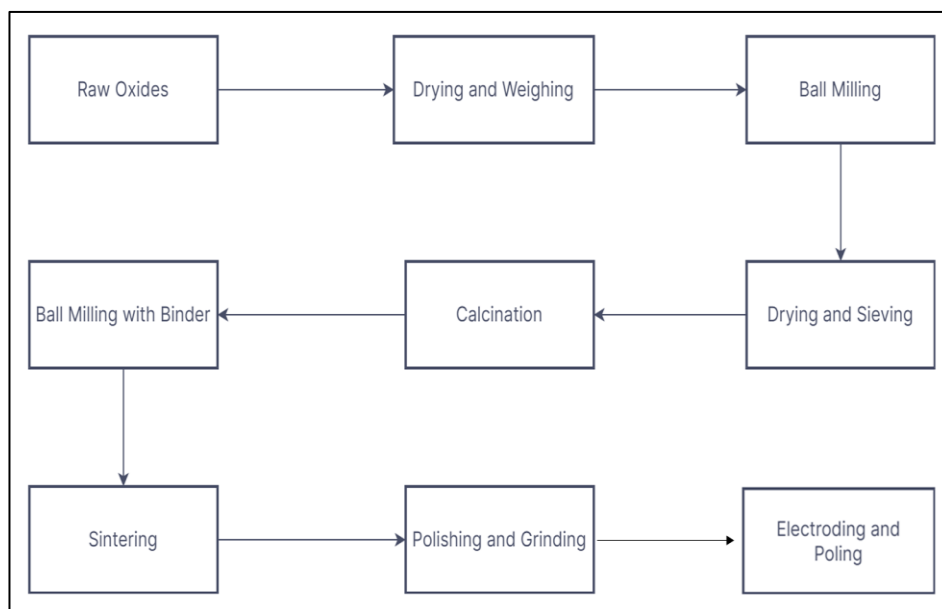 Raw Oxides
Drying and Weighing
Ball Milling
Ball Milling with Binder
Calcination
Drying and Sieving
Sintering
Polishing and Grinding
Electroding and
Poling